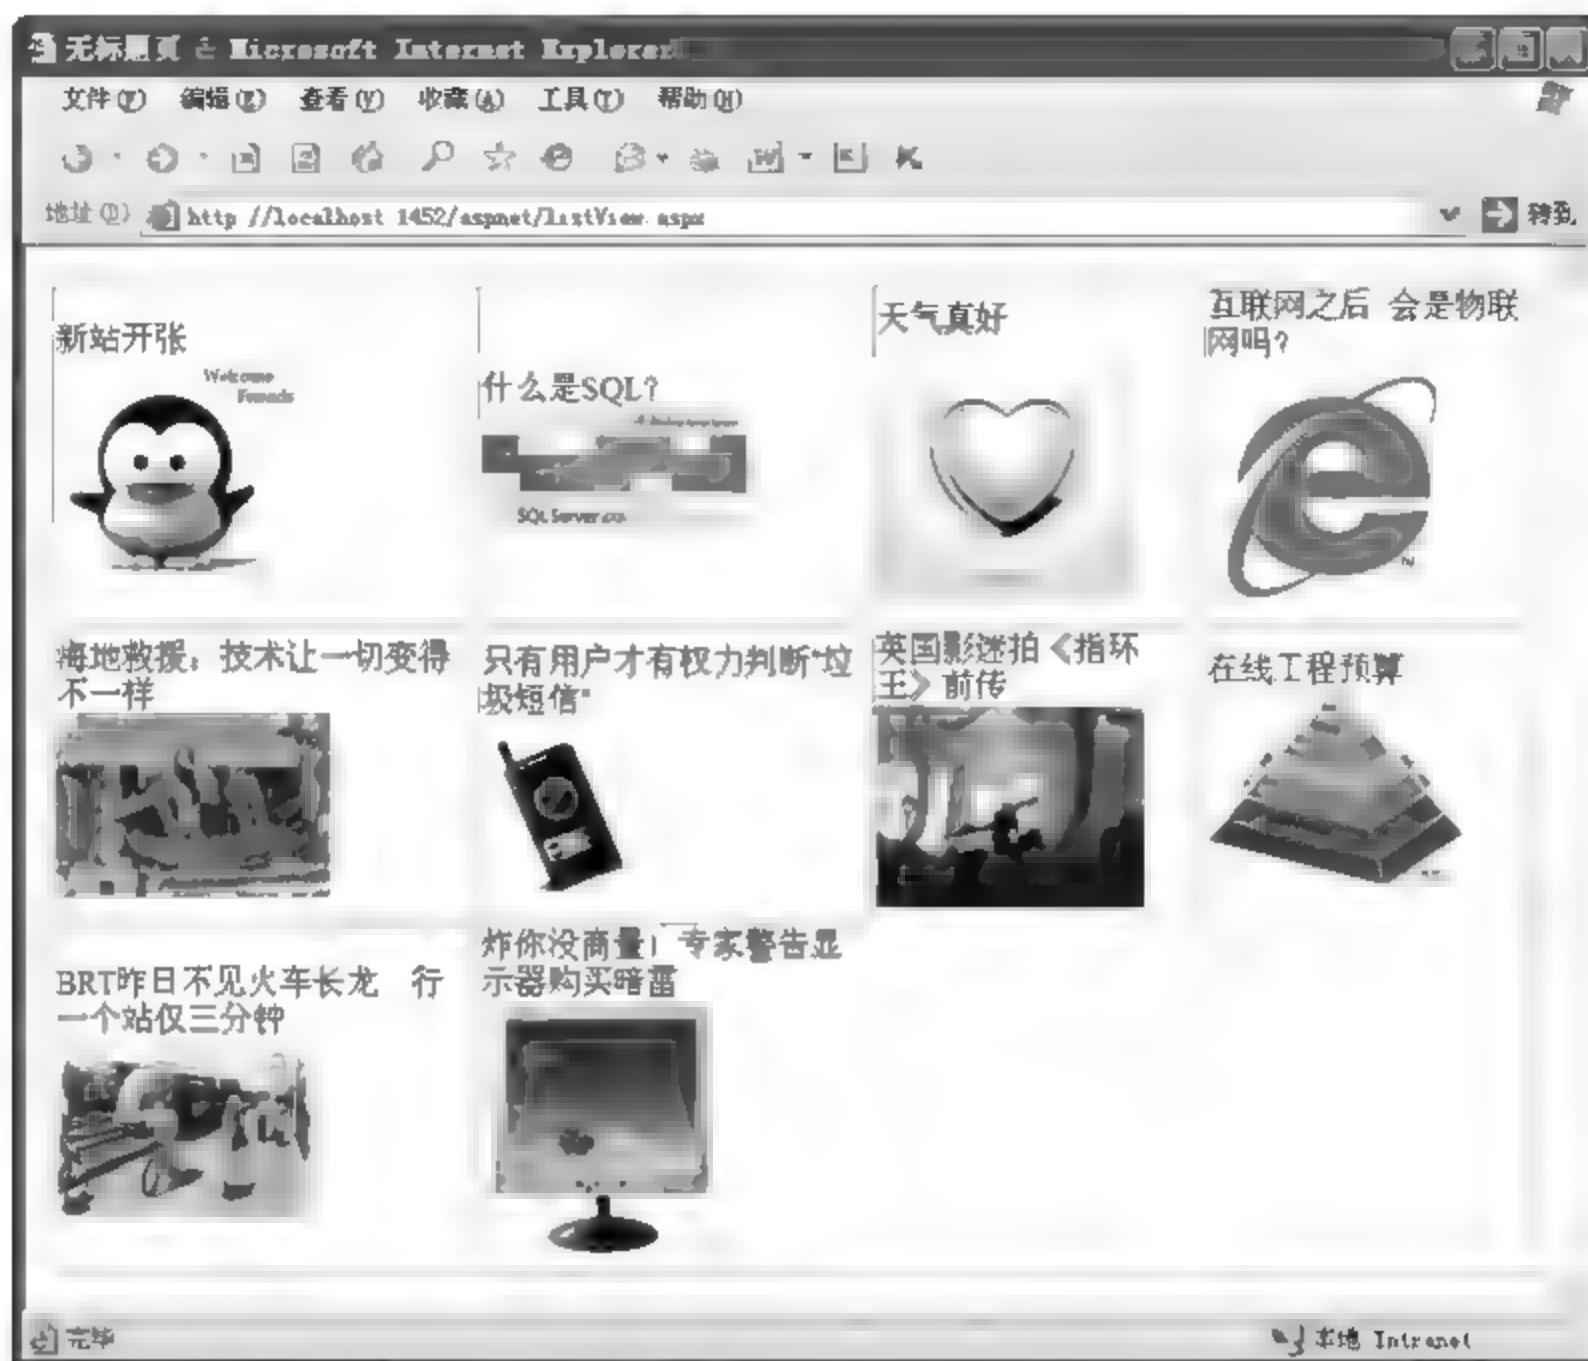 无标题页 - Microsoft Internet Explorer
文件(F) 编辑(E) 查看(V) 收藏(A) 工具(T) 帮助(H)
地址(D) http //localhost 1452/aspnet/listView.aspx 转到
新站开张
Welcome
Friends
什么是SQL?
SQL Server
天气真好
互联网之后 会是物联
网吗?
海地救援：技术让一切变得
不一样
只有用户才有权力判断"垃
圾短信"
英国影迷拍《指环
王》前传
在线工程预算
BRT昨日不见火车长龙 行
一个站仅三分钟
炸你没商量 专家警告显
示器购买暗雷
完毕 本地 Intranet